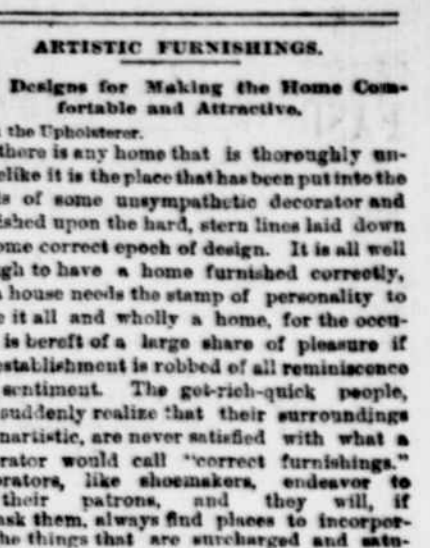 ARTISTIC FURNISHINGS.
Designs for Making the Home Com-
fortable and Attractive.
the Upholsterer.
there is any home that is thoroughly un-
elike it is the place that has been put into the
s of some unsympathetic decorator and
ished upon the hard, stern lines laid down
ome correct epoch of design. It is all well
gh to have a home furnished correctly,
house needs the stamp of personality to
e it all and wholly a home, for the occu-
is bereft of a large share of pleasure if
establishment is robbed of all reminiscence
sentiment. The get-rich-quick people,
suddenly realize that their surroundings
nartistic, are never satisfied with what a
rator would call "correct furnishings."
orators, like shoemakers, endeavor to
their patrons, and they will, if
ask them, always find places to incorpor-
he things that are surcharged and satu-